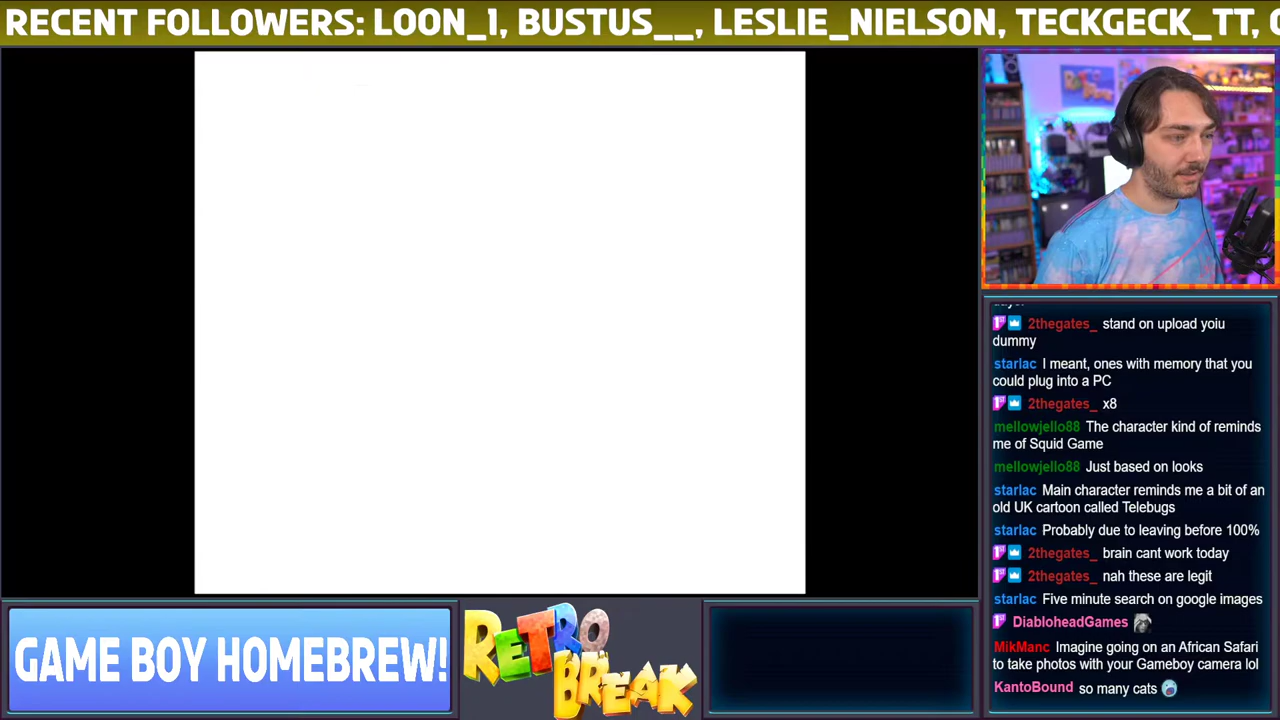 RECENT FOLLOWERS: LOON_1, BUSTUS__, LESLIE_NIELSON, TECKGECK_TT,
2thegates_ stand on upload yoiu
dummy
starlac I meant, ones with memory that you
could plug into a PC
2thegates_ x8
mellowjello88 The character kind of reminds
me of Squid Game
mellowjello88 Just based on looks
starlac Main character reminds me a bit of an
old UK cartoon called Telebugs
starlac Probably due to leaving before 100%
2thegates_ brain cant work today
2thegates_ nah these are legit
starlac Five minute search on google images
DiabloheadGames
MikManc Imagine going on an African Safari
to take photos with your Gameboy camera lol
KantoBound so many cats
GAME BOY HOMEBREW!
RETRO
BREAK